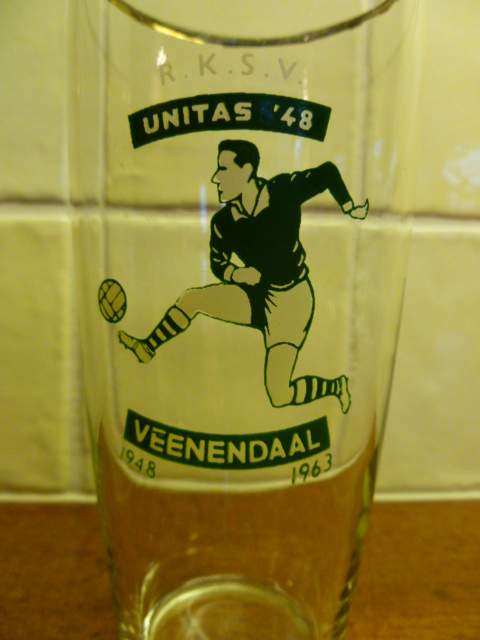 R.K.S.V.
UNITAS '48
VEENENDAAL
1948 1963